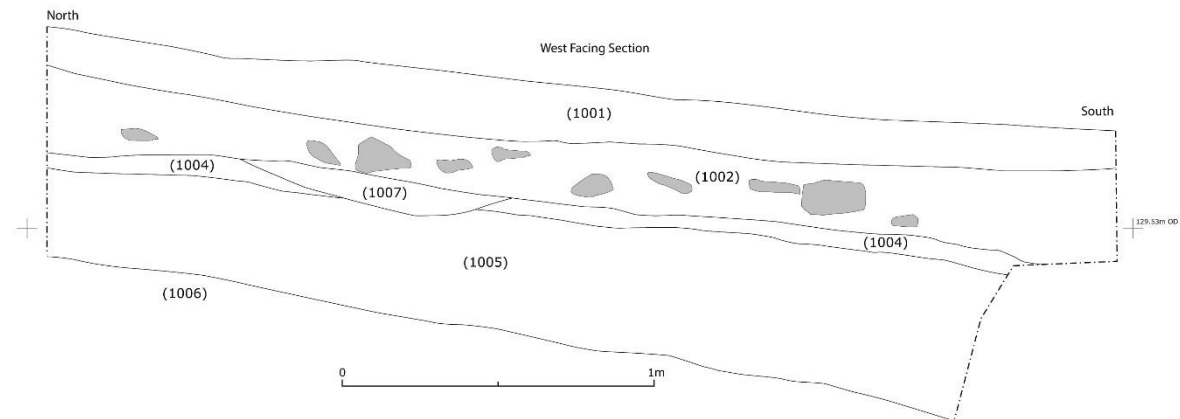 North
West Facing Section
(1001)
South
(1004)
(1002)
(1007)
129.53m OD
(1004)
(1005)
(1006)
0
1m